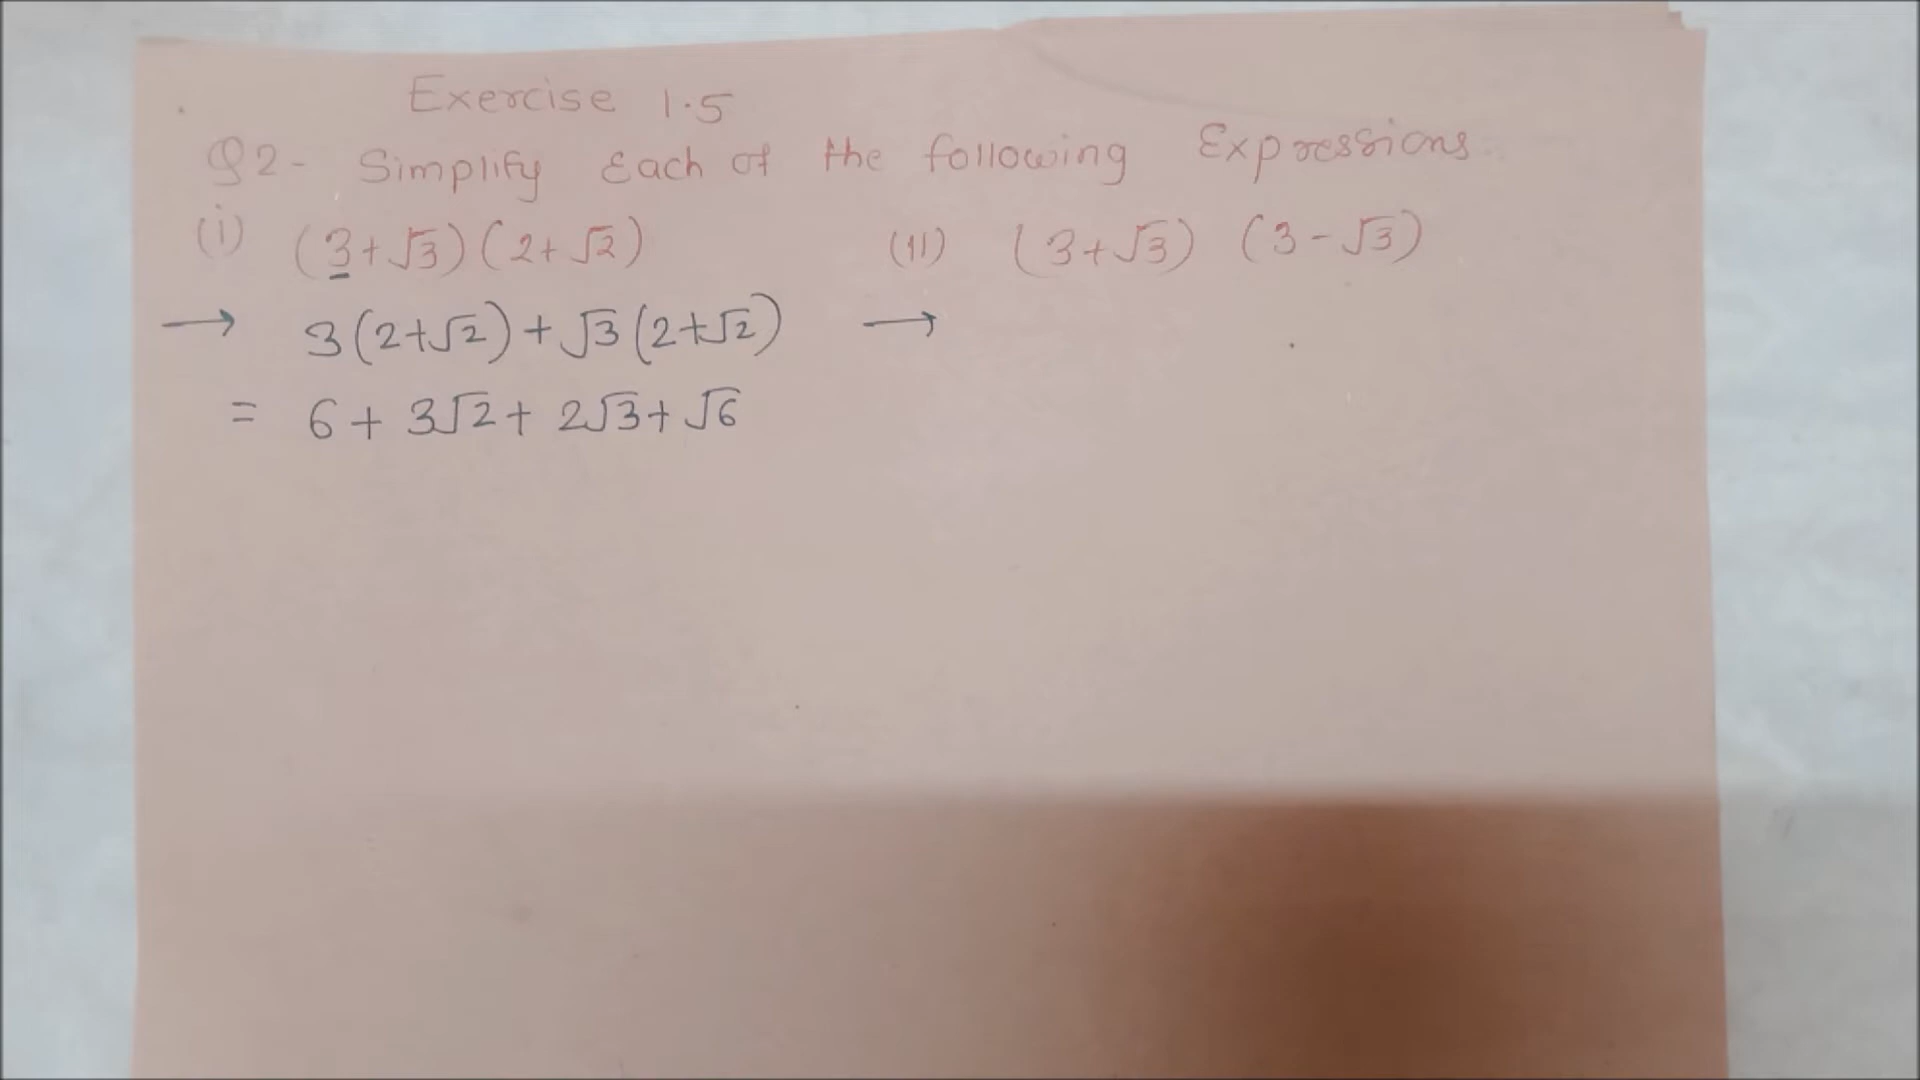 Exercise 1.5
Q2- Simplify Each of the following Expressions
(i) (3+√3)(2+√2) (11) (3+√3) (3-√3)
→ 3(2+√2)+√3(2+√2) →
= 6+3√2+2√3+√6